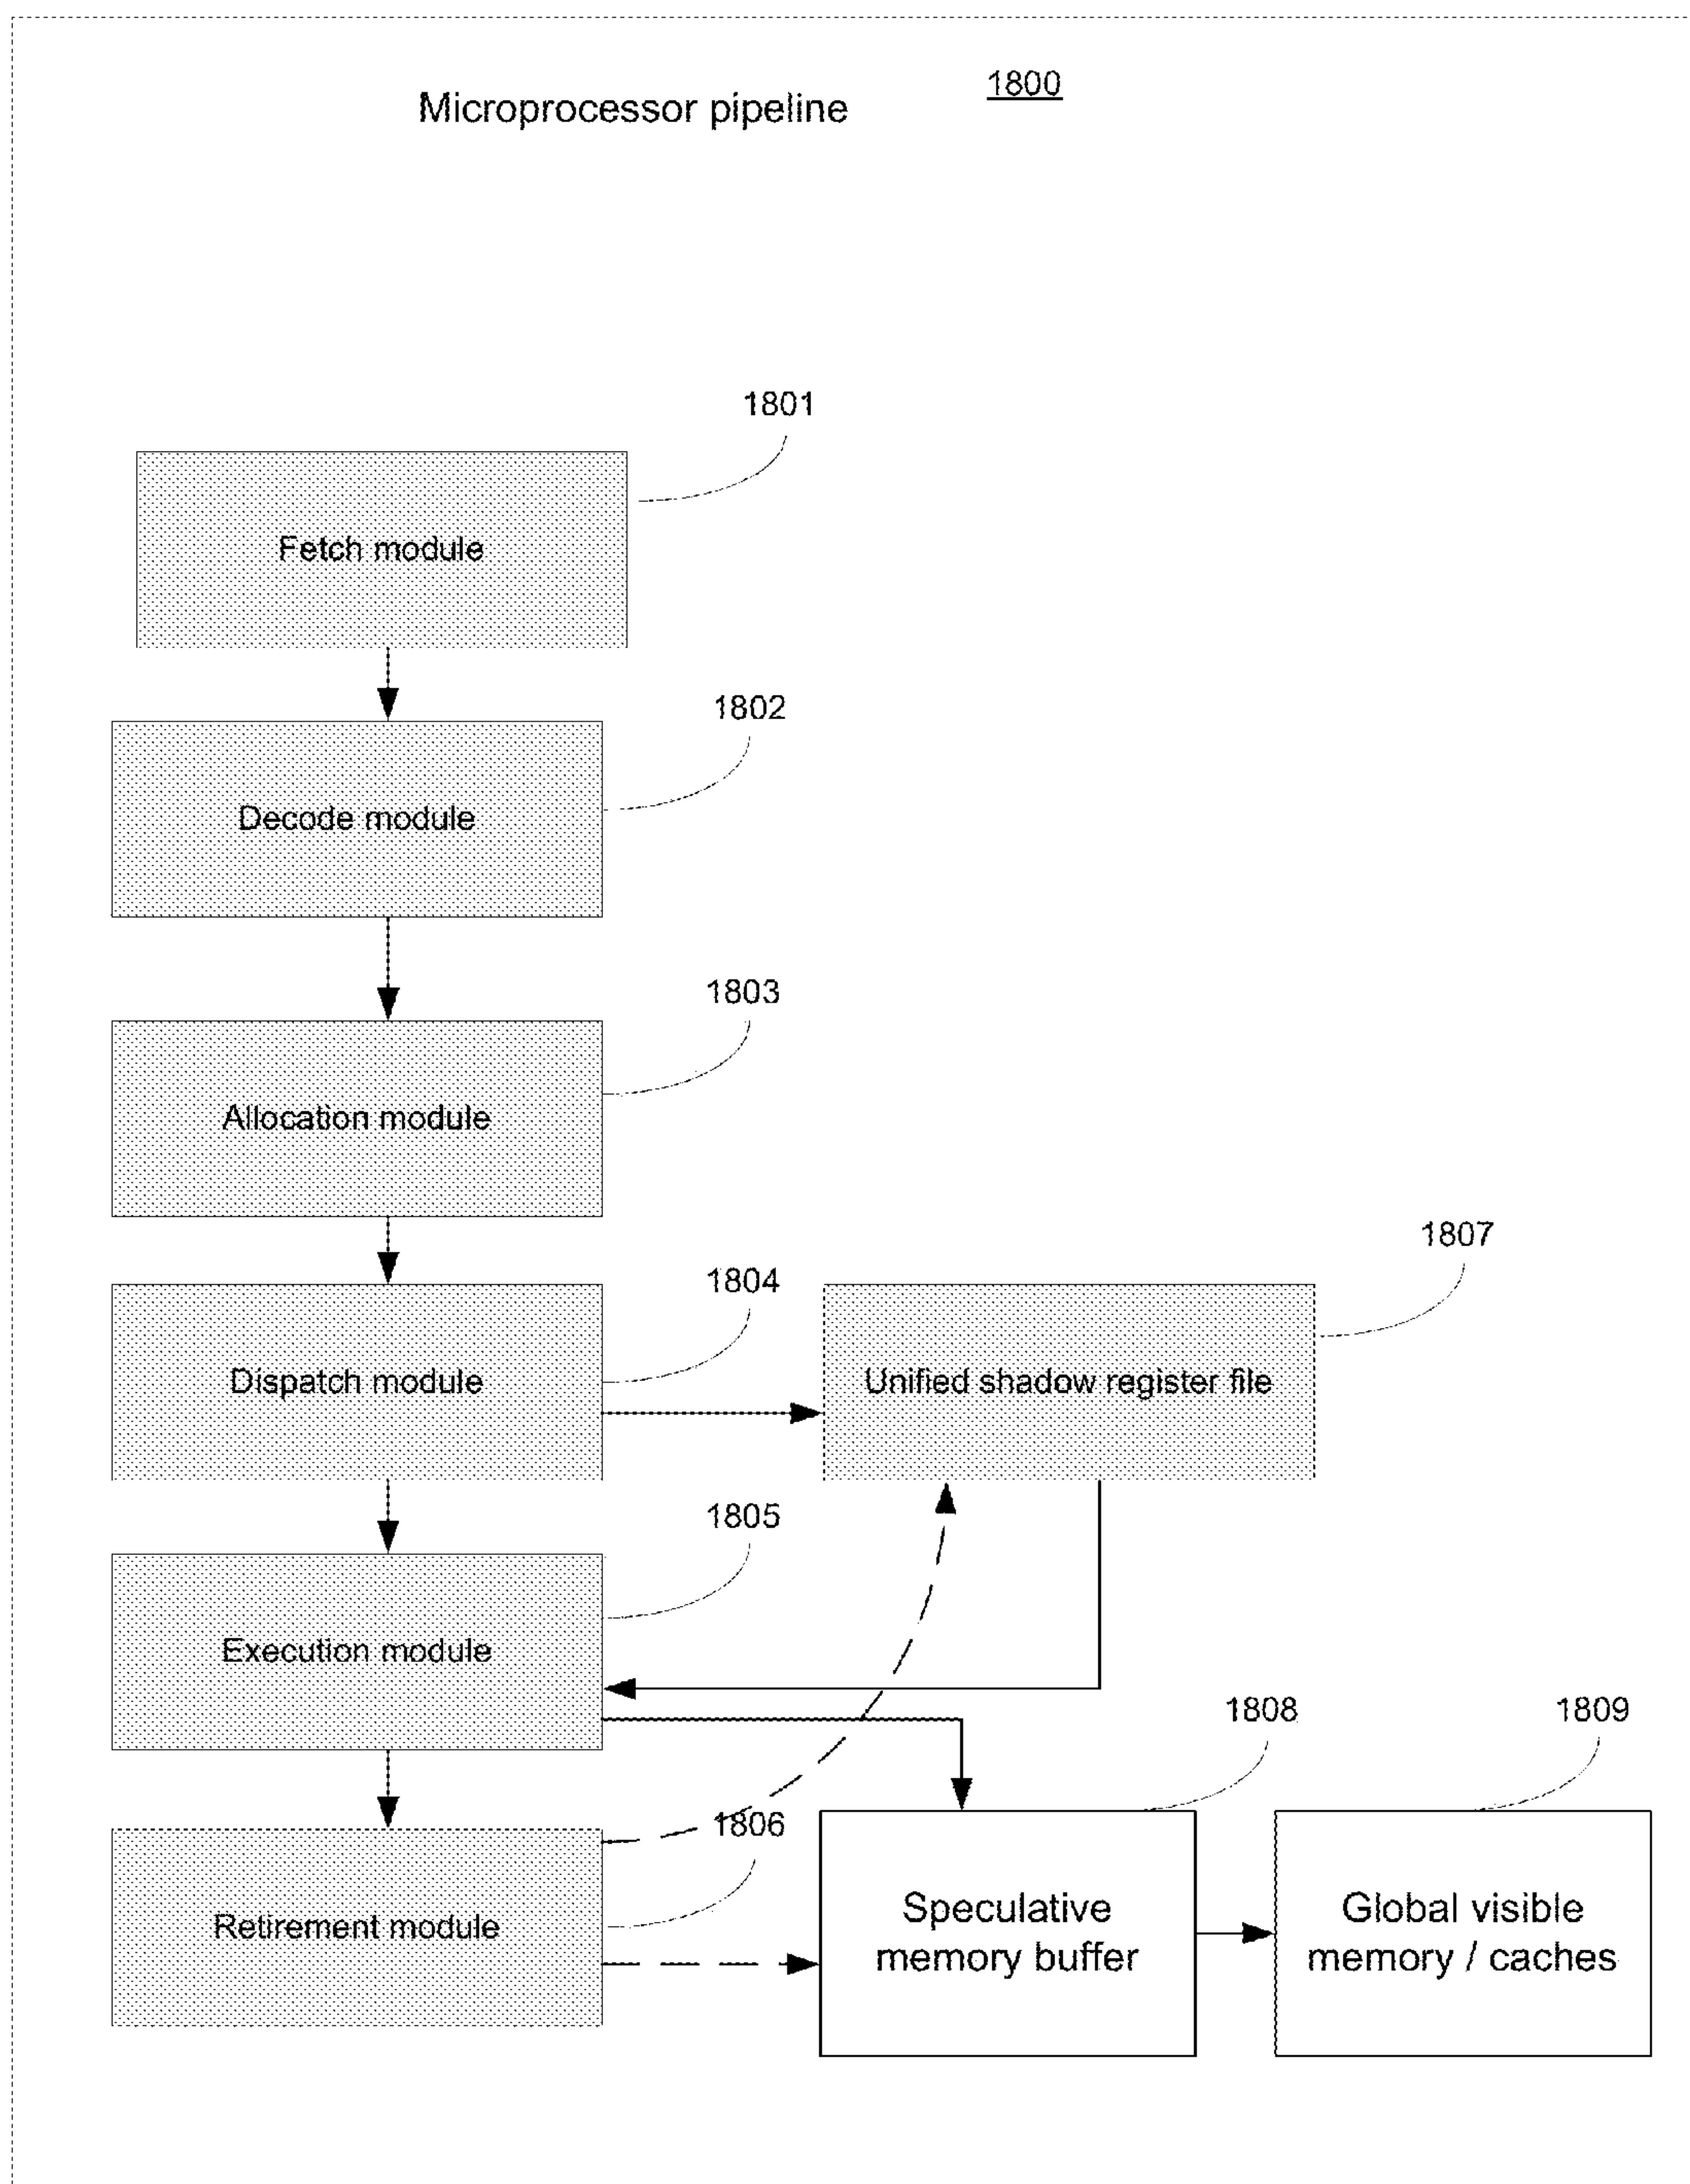 Microprocessor pipeline
1800
1801
Fetch module
1802
Decode module
1803
Allocation module
1804
1807
Dispatch module
Unified shadow register file
1805
Execution module
1808
1809
1806
Retirement module
Speculative
memory buffer
Global visible
memory / caches